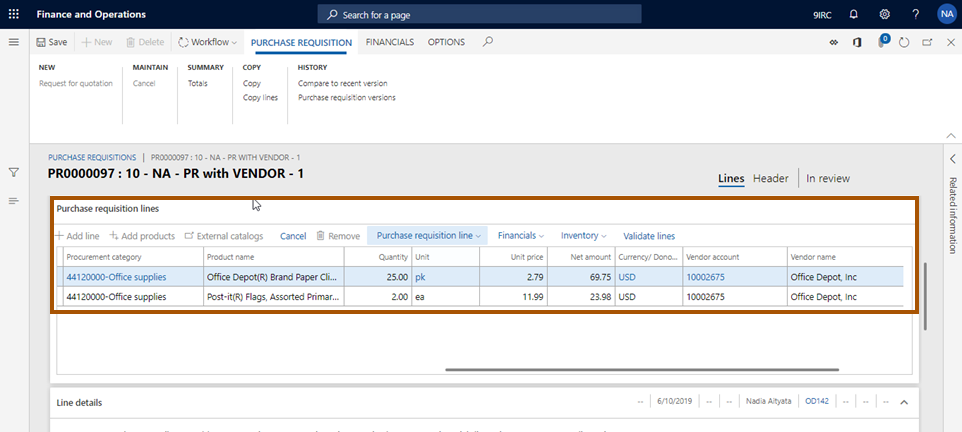 Finance and Operations
Search for a page
9IRC
?
NA
Save
New
Delete
Workflow
PURCHASE REQUISITION
FINANCIALS
OPTIONS
0
NEW
MAINTAIN
SUMMARY
COPY
HISTORY
Request for quotation
Cancel
Totals
Copy
Compare to recent version
Copy lines
Purchase requisition versions
PURCHASE REQUISITIONS | PR0000097 : 10 - NA - PR WITH VENDOR - 1
PR0000097 : 10 - NA - PR with VENDOR - 1
Lines
Header
In review
Related information
Purchase requisition lines
Add line
Add products
External catalogs
Cancel
Remove
Purchase requisition line
Financials
Inventory
Validate lines
Procurement category Product name Quantity Unit Unit price Net amount Currency/ Dono... Vendor account Vendor name
44120000-Office supplies Office Depot(R) Brand Paper Cli... 25.00 pk 2.79 69.75 USD 10002675 Office Depot, Inc
44120000-Office supplies Post-it(R) Flags, Assorted Primar... 2.00 ea 11.99 23.98 USD 10002675 Office Depot, Inc
Line details
-- 6/10/2019 -- -- Nadia Altyata OD142 -- -- --